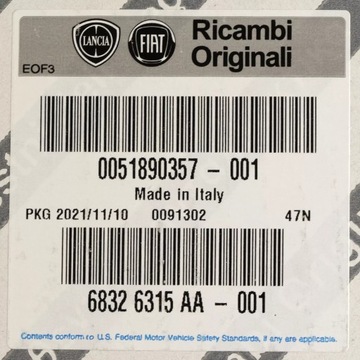 LANCIA
FIAT
Ricambi
Originali
EOF3
0051890357 - 001
Made in Italy
PKG 2021/11/10 0091302 47N
6832 6315 AA - 001
Contents conform to U.S. Federal Motor Vehicle Safety Standards, if any are applicable.